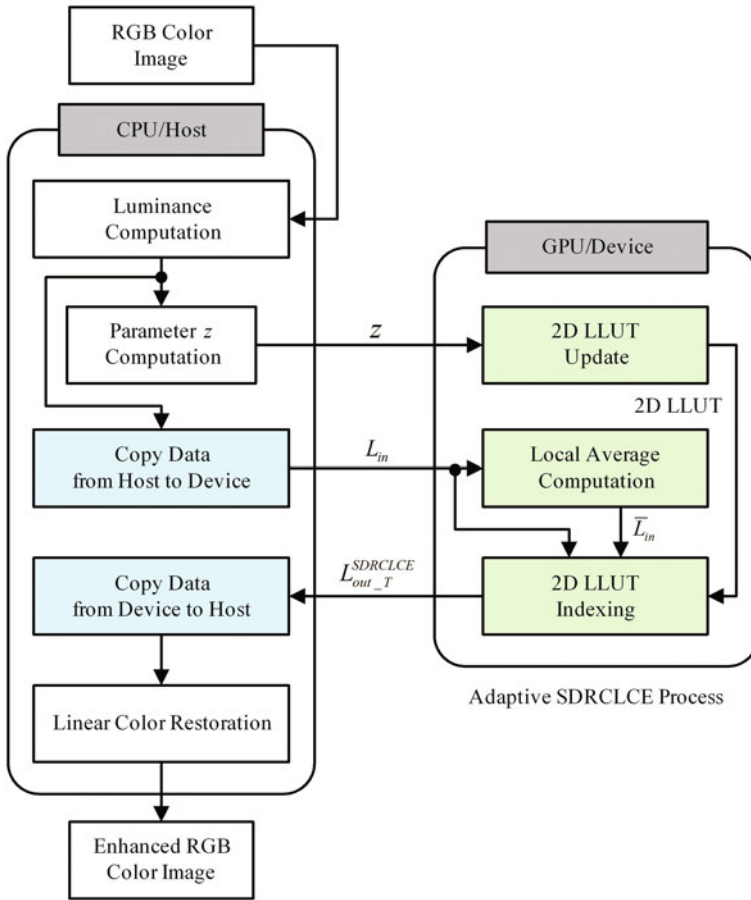 RGB Color
Image
CPU/Host
Luminance
Computation
GPU/Device
Parameter z
Computation
z
2D LLUT
Update
2D LLUT
Copy Data
from Host to Device
L_in
Local Average
Computation
L̅_in
Copy Data
from Device to Host
L_{out_T}^{SDRCLCE}
2D LLUT
Indexing
Linear Color Restoration
Adaptive SDRCLCE Process
Enhanced RGB
Color Image